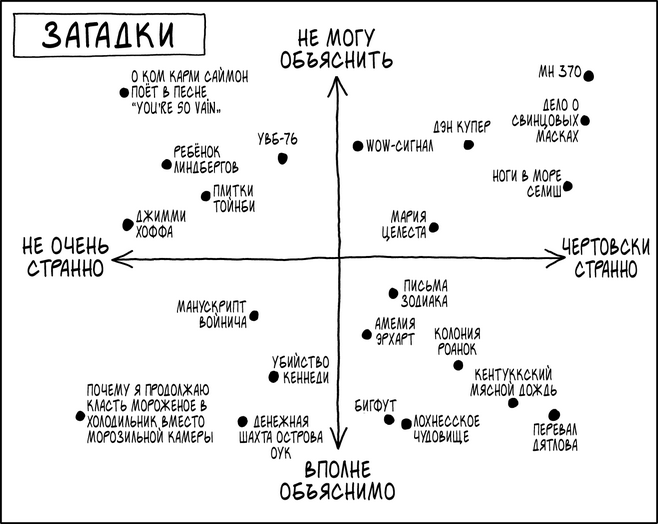 ЗАГАДКИ
НЕ МОГУ
ОБЪЯСНИТЬ
О КОМ КАРЛИ САЙМОН
ПОЁТ В ПЕСНЕ
"YOU'RE SO VAIN„
МН 370
ДЕЛО О
СВИНЦОВЫХ
МАСКАХ
УВБ-76
WOW-СИГНАЛ
ДЭН КУПЕР
РЕБЁНОК
ЛИНДБЕРГОВ
ПЛИТКИ
ТОЙНБИ
НОГИ В МОРЕ
СЕЛИШ
ДЖИММИ
ХОФФА
МАРИЯ
ЦЕЛЕСТА
НЕ ОЧЕНЬ
СТРАННО
ЧЕРТОВСКИ
СТРАННО
МАНУСКРИПТ
ВОЙНИЧА
ПИСЬМА
ЗОДИАКА
АМЕЛИЯ
ЭРХАРТ
КОЛОНИЯ
РОАНОК
УБИЙСТВО
КЕННЕДИ
КЕНТУККСКИЙ
МЯСНОЙ ДОЖДЬ
ПОЧЕМУ Я ПРОДОЛЖАЮ
КЛАСТЬ МОРОЖЕНОЕ В
ХОЛОДИЛЬНИК ВМЕСТО
МОРОЗИЛЬНОЙ КАМЕРЫ
ДЕНЕЖНАЯ
ШАХТА ОСТРОВА
ОУК
БИГФУТ
ЛОХНЕССКОЕ
ЧУДОВИЩЕ
ПЕРЕВАЛ
ДЯТЛОВА
ВПОЛНЕ
ОБЪЯСНИМО